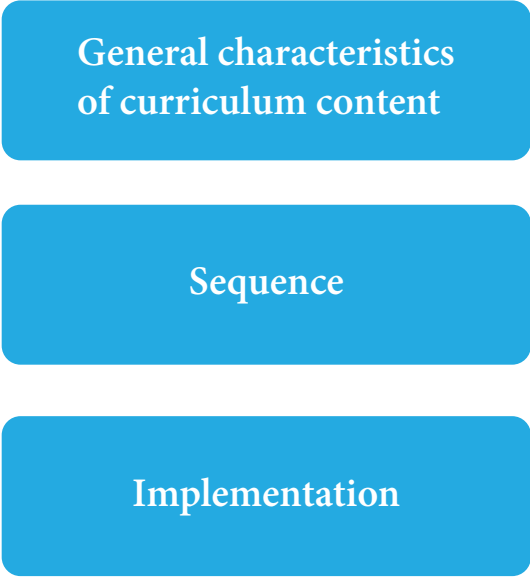 General characteristics
of curriculum content
Sequence
Implementation